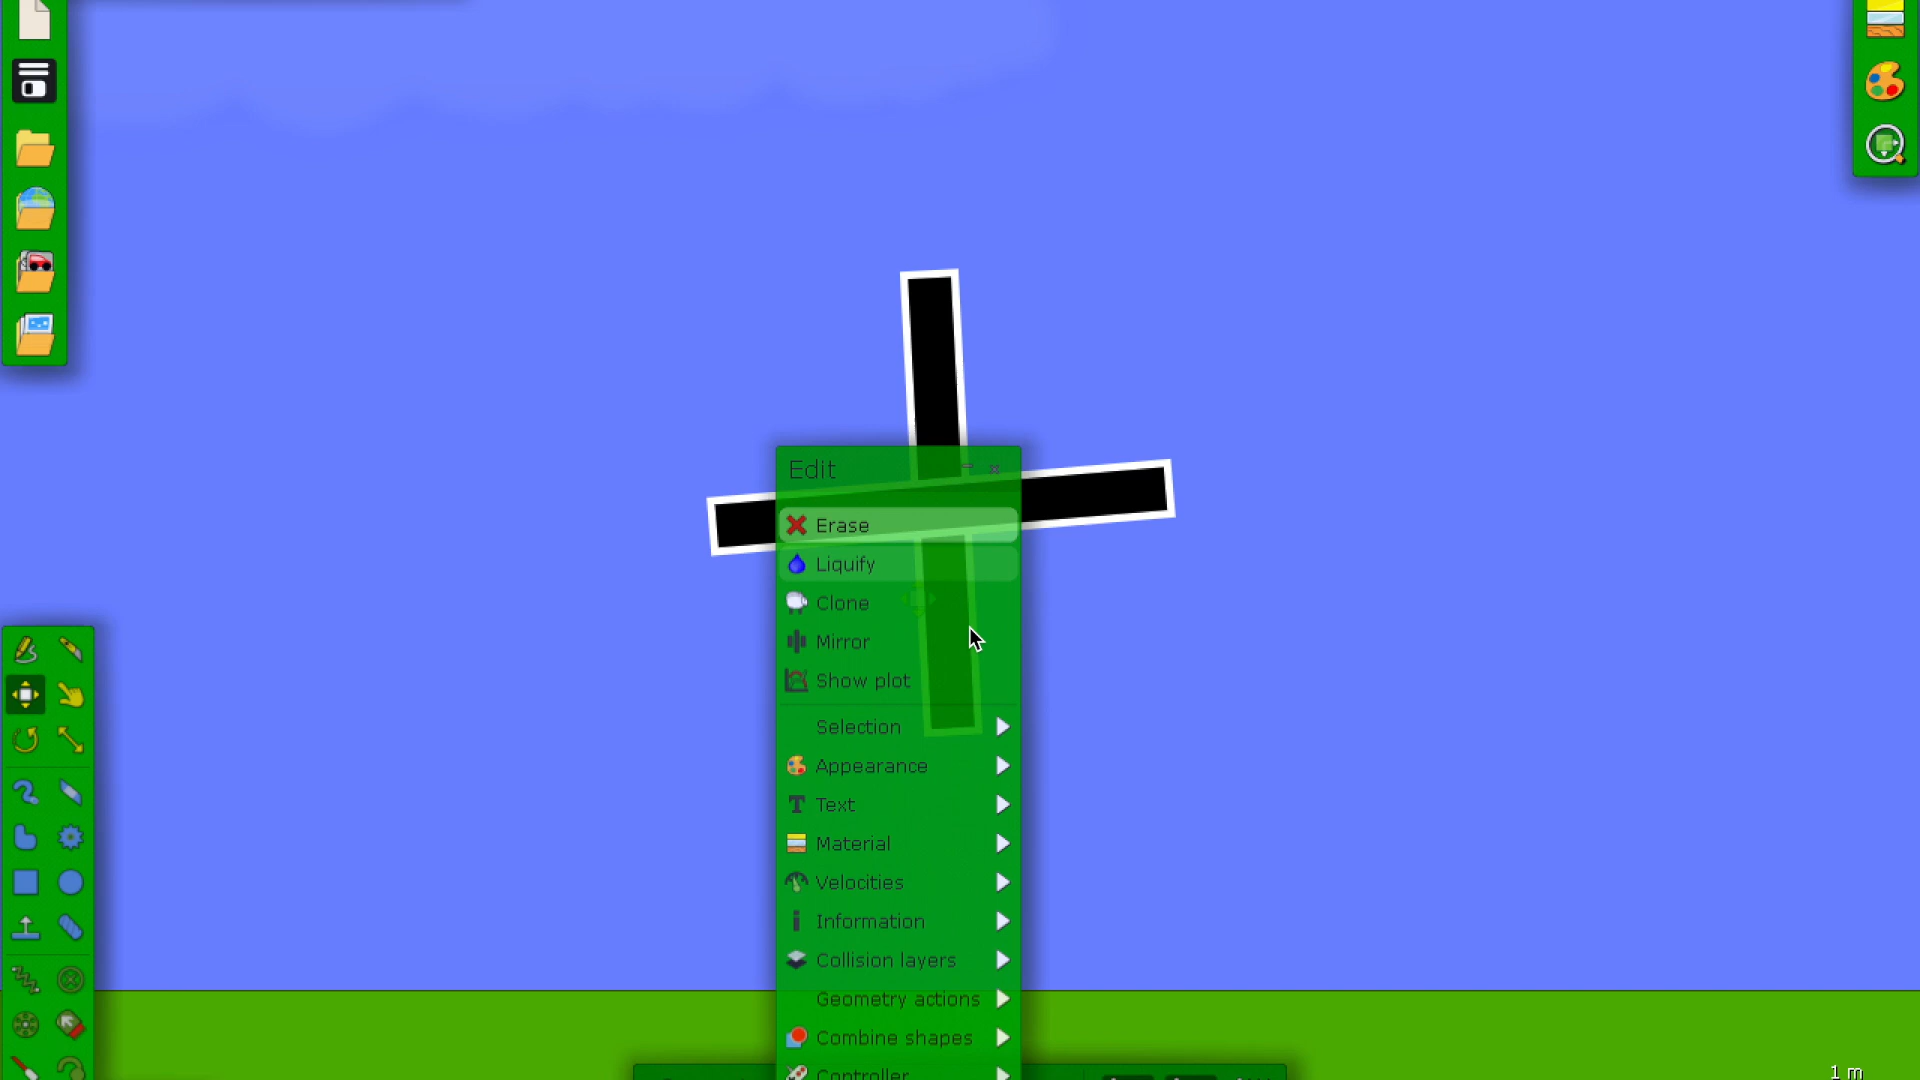 Edit
Erase
Liquify
Clone
Mirror
Show plot
Selection
Appearance
Text
Material
Velocities
Information
Collision layers
Geometry actions
Combine shapes
Controller
1 m